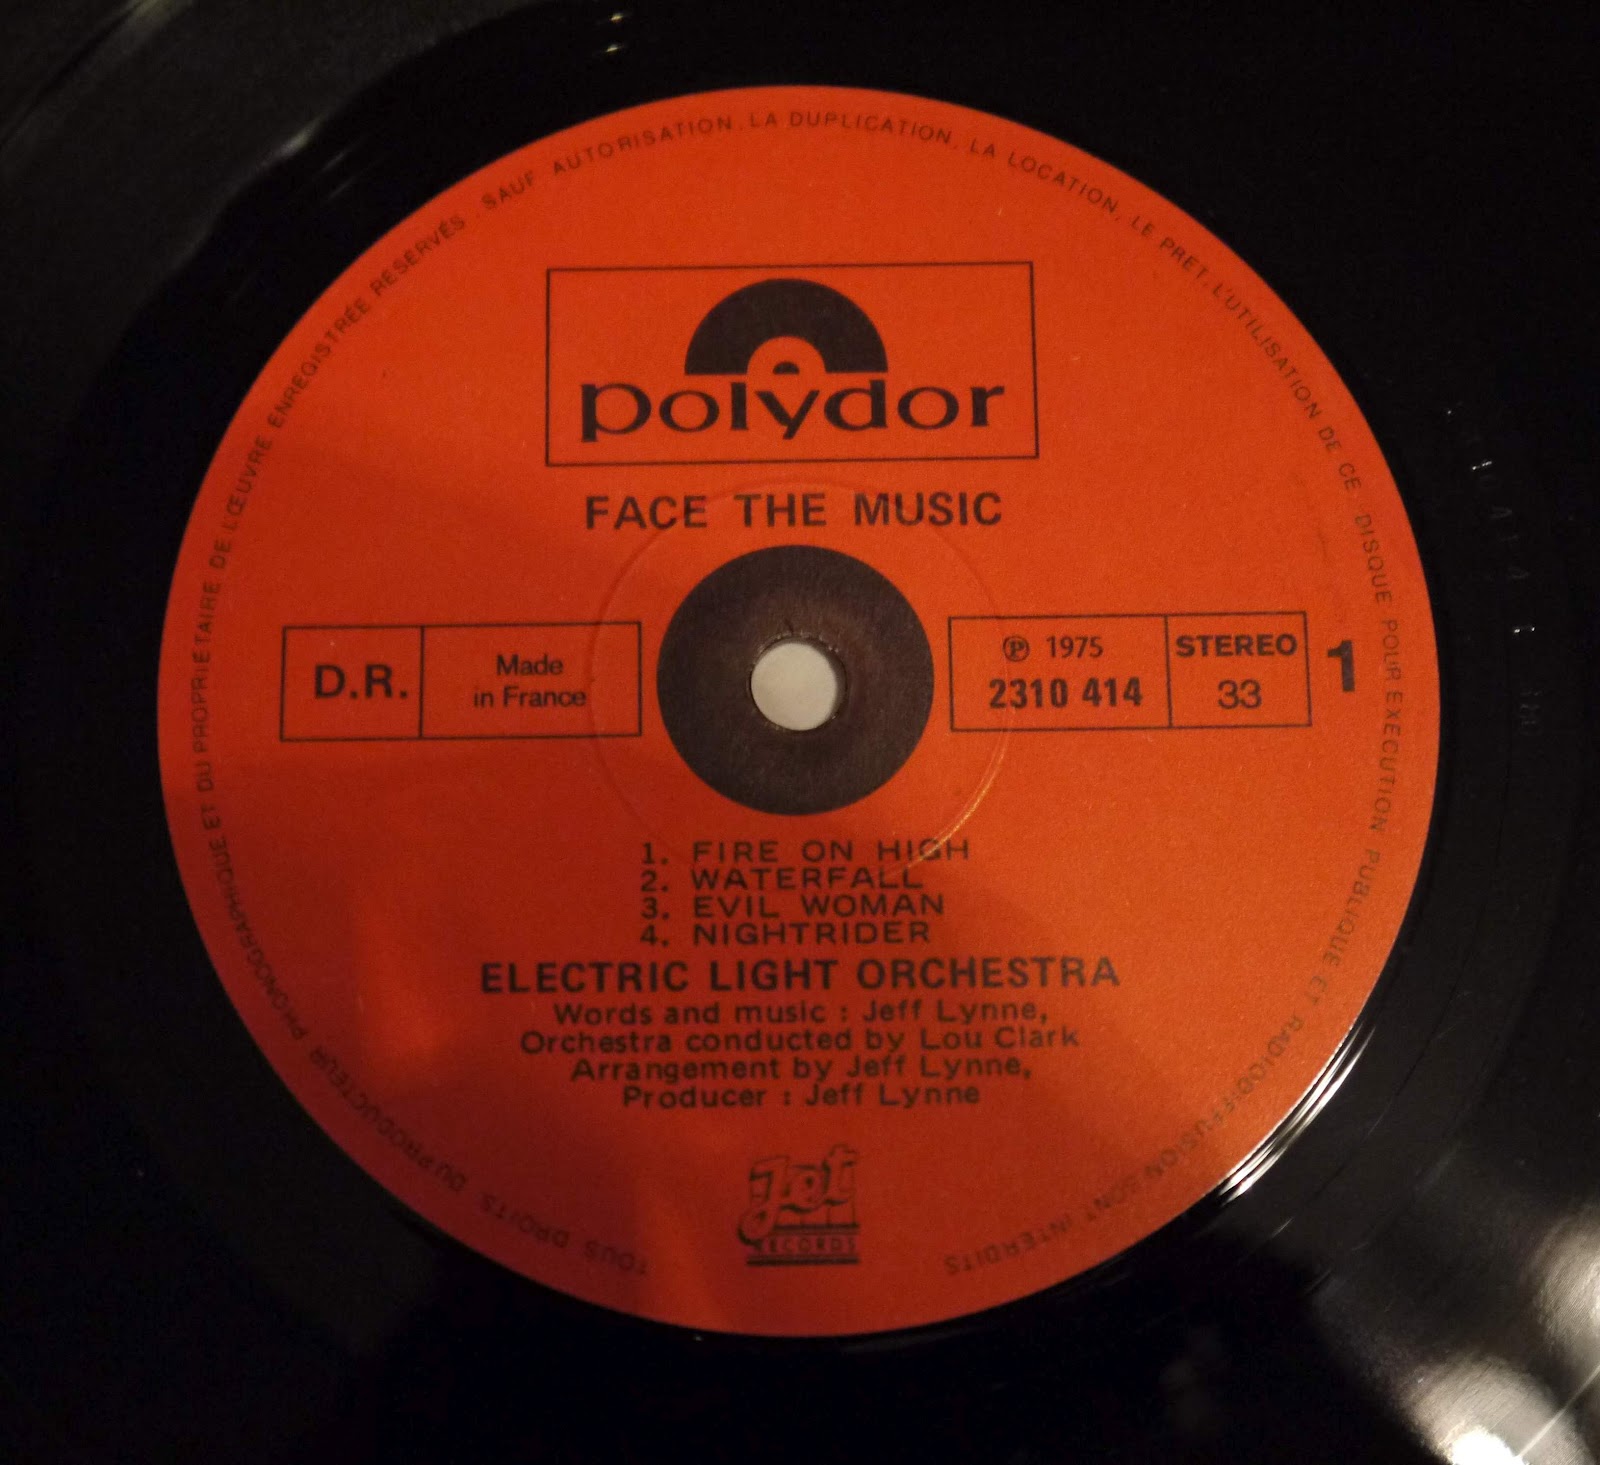 TOUS DROITS DU PRODUCTEUR PHONOGRAPHIQUE ET DU PROPRIÉTAIRE DE L'ŒUVRE ENREGISTRÉE RESERVÉS. SAUF AUTORISATION. LA DUPLICATION, LA LOCATION, LE PRET, L'UTILISATION DE CE DISQUE POUR EXECUTION PUBLIQUE ET RADIODIFFUSION SONT INTERDITS
polydor
FACE THE MUSIC
D.R.
Made
in France
℗ 1975
2310 414
STEREO
33
1
1. FIRE ON HIGH
2. WATERFALL
3. EVIL WOMAN
4. NIGHTRIDER
ELECTRIC LIGHT ORCHESTRA
Words and music : Jeff Lynne,
Orchestra conducted by Lou Clark
Arrangement by Jeff Lynne,
Producer : Jeff Lynne
Jet
RECORDS